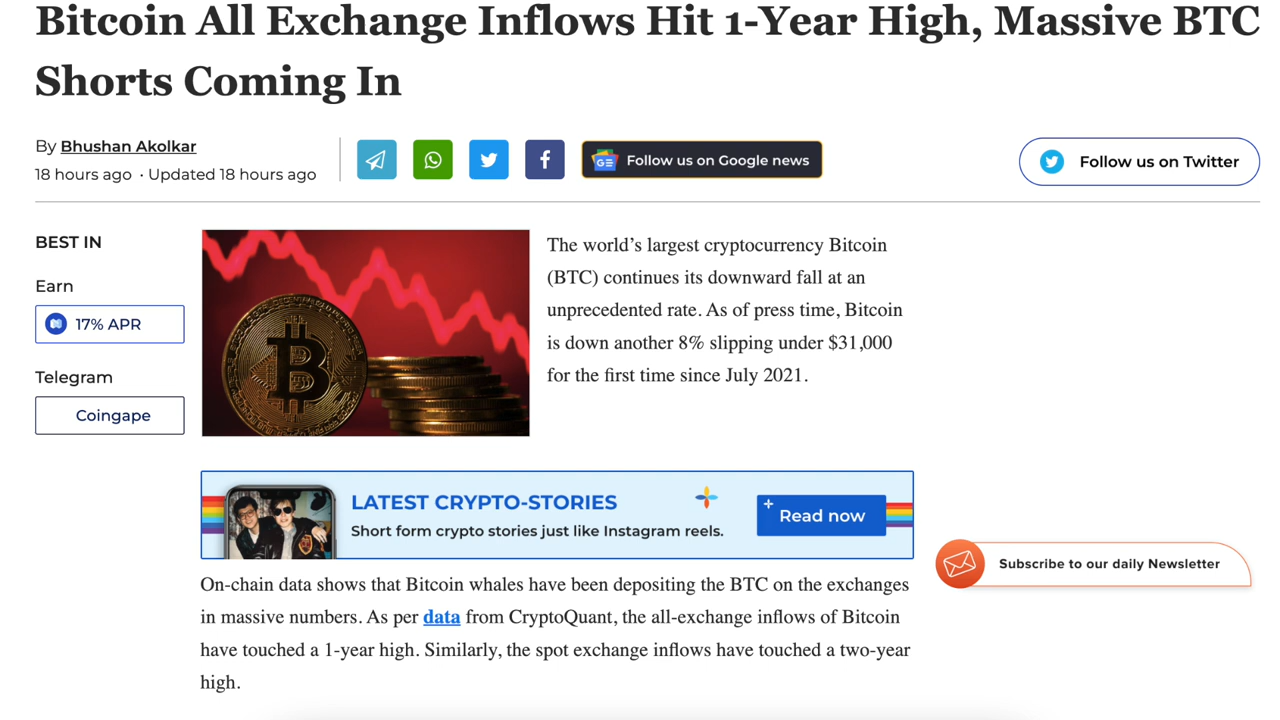 Bitcoin All Exchange Inflows Hit 1-Year High, Massive BTC
Shorts Coming In
By Bhushan Akolkar
18 hours ago · Updated 18 hours ago
Follow us on Google news
Follow us on Twitter
BEST IN
Earn
17% APR
Telegram
Coingape
The world’s largest cryptocurrency Bitcoin
(BTC) continues its downward fall at an
unprecedented rate. As of press time, Bitcoin
is down another 8% slipping under $31,000
for the first time since July 2021.
LATEST CRYPTO-STORIES
Short form crypto stories just like Instagram reels.
Read now
Subscribe to our daily Newsletter
On-chain data shows that Bitcoin whales have been depositing the BTC on the exchanges
in massive numbers. As per data from CryptoQuant, the all-exchange inflows of Bitcoin
have touched a 1-year high. Similarly, the spot exchange inflows have touched a two-year
high.